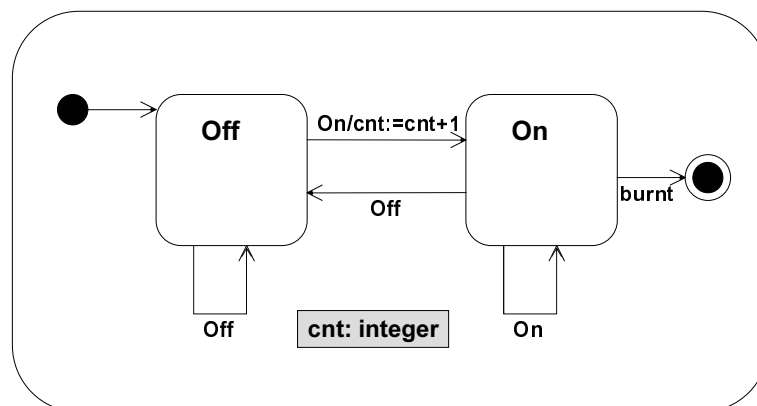 Off
On/cnt:=cnt+1
On
Off
burnt
Off
cnt: integer
On